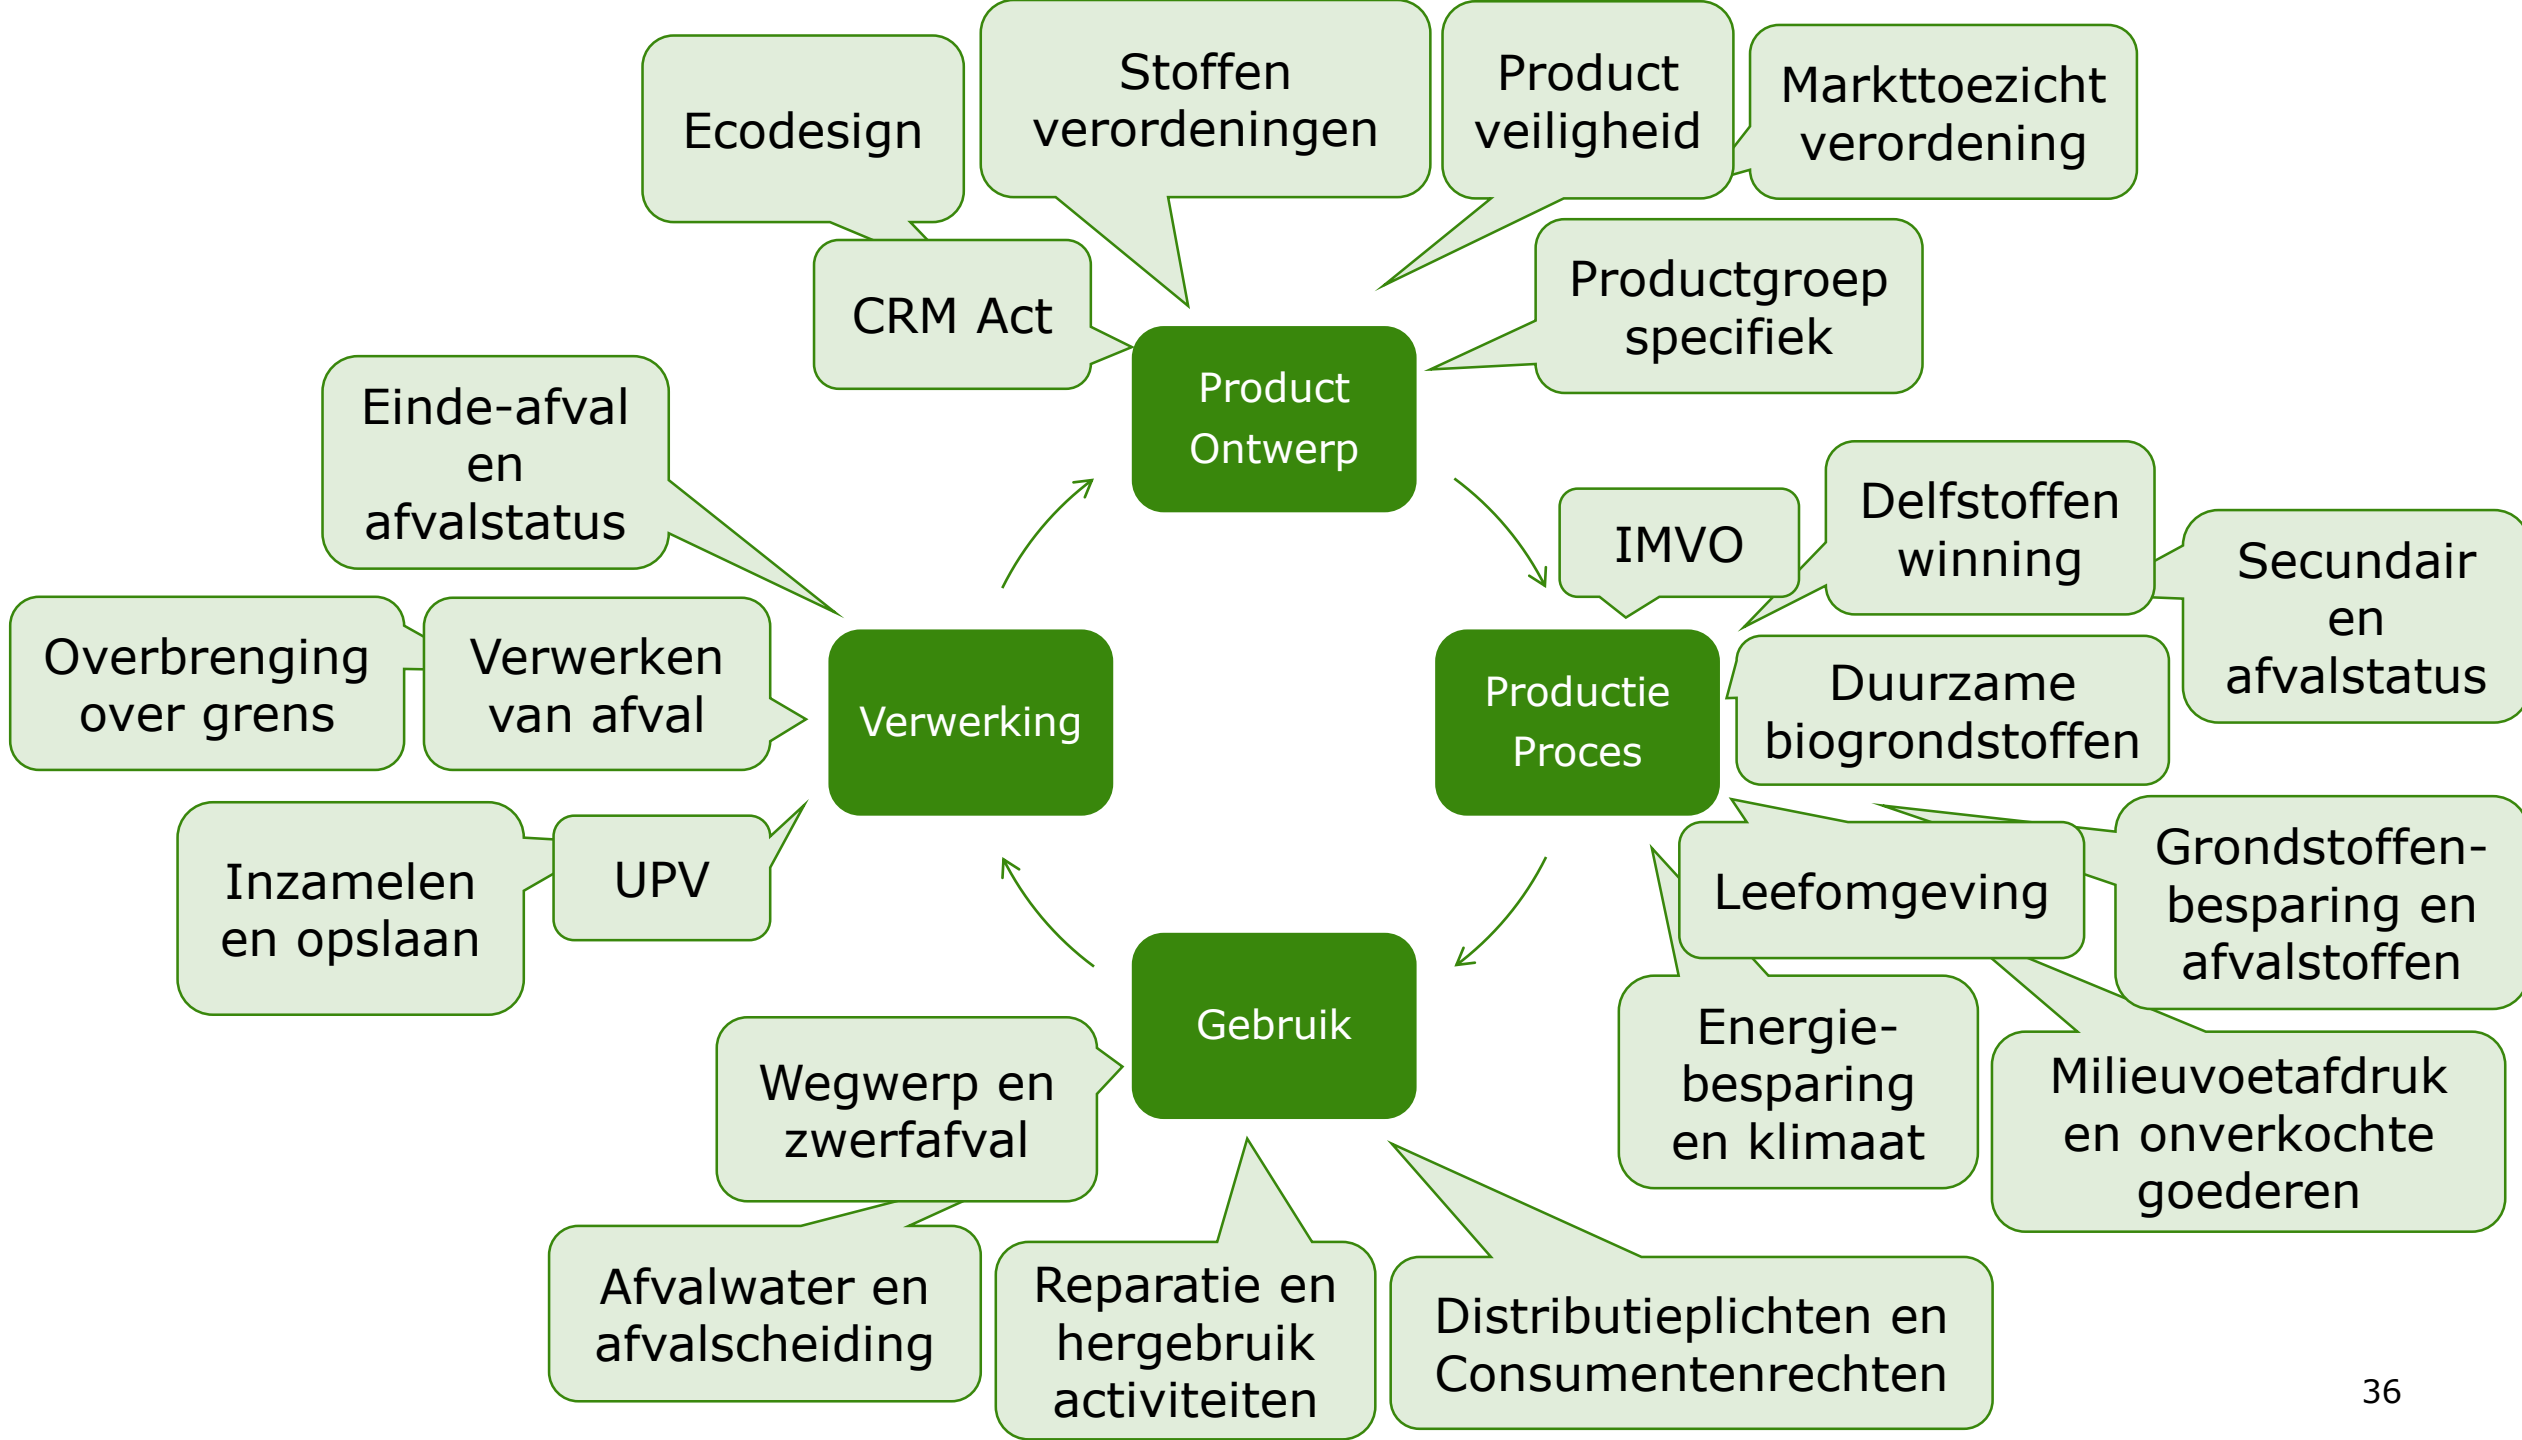 Ecodesign
Stoffen
verordeningen
Product
veiligheid
Markttoezicht
verordening
CRM Act
Productgroep
specifiek
Product
Ontwerp
Einde-afval
en
afvalstatus
IMVO
Delfstoffen
winning
Secundair
en
afvalstatus
Overbrenging
over grens
Verwerken
van afval
Verwerking
Productie
Proces
Duurzame
biogrondstoffen
Inzamelen
en opslaan
UPV
Leefomgeving
Grondstoffen-
besparing en
afvalstoffen
Gebruik
Energie-
besparing
en klimaat
Milieuvoetafdruk
en onverkochte
goederen
Wegwerp en
zwerfafval
Afvalwater en
afvalscheiding
Reparatie en
hergebruik
activiteiten
Distributieplichten en
Consumentenrechten
36